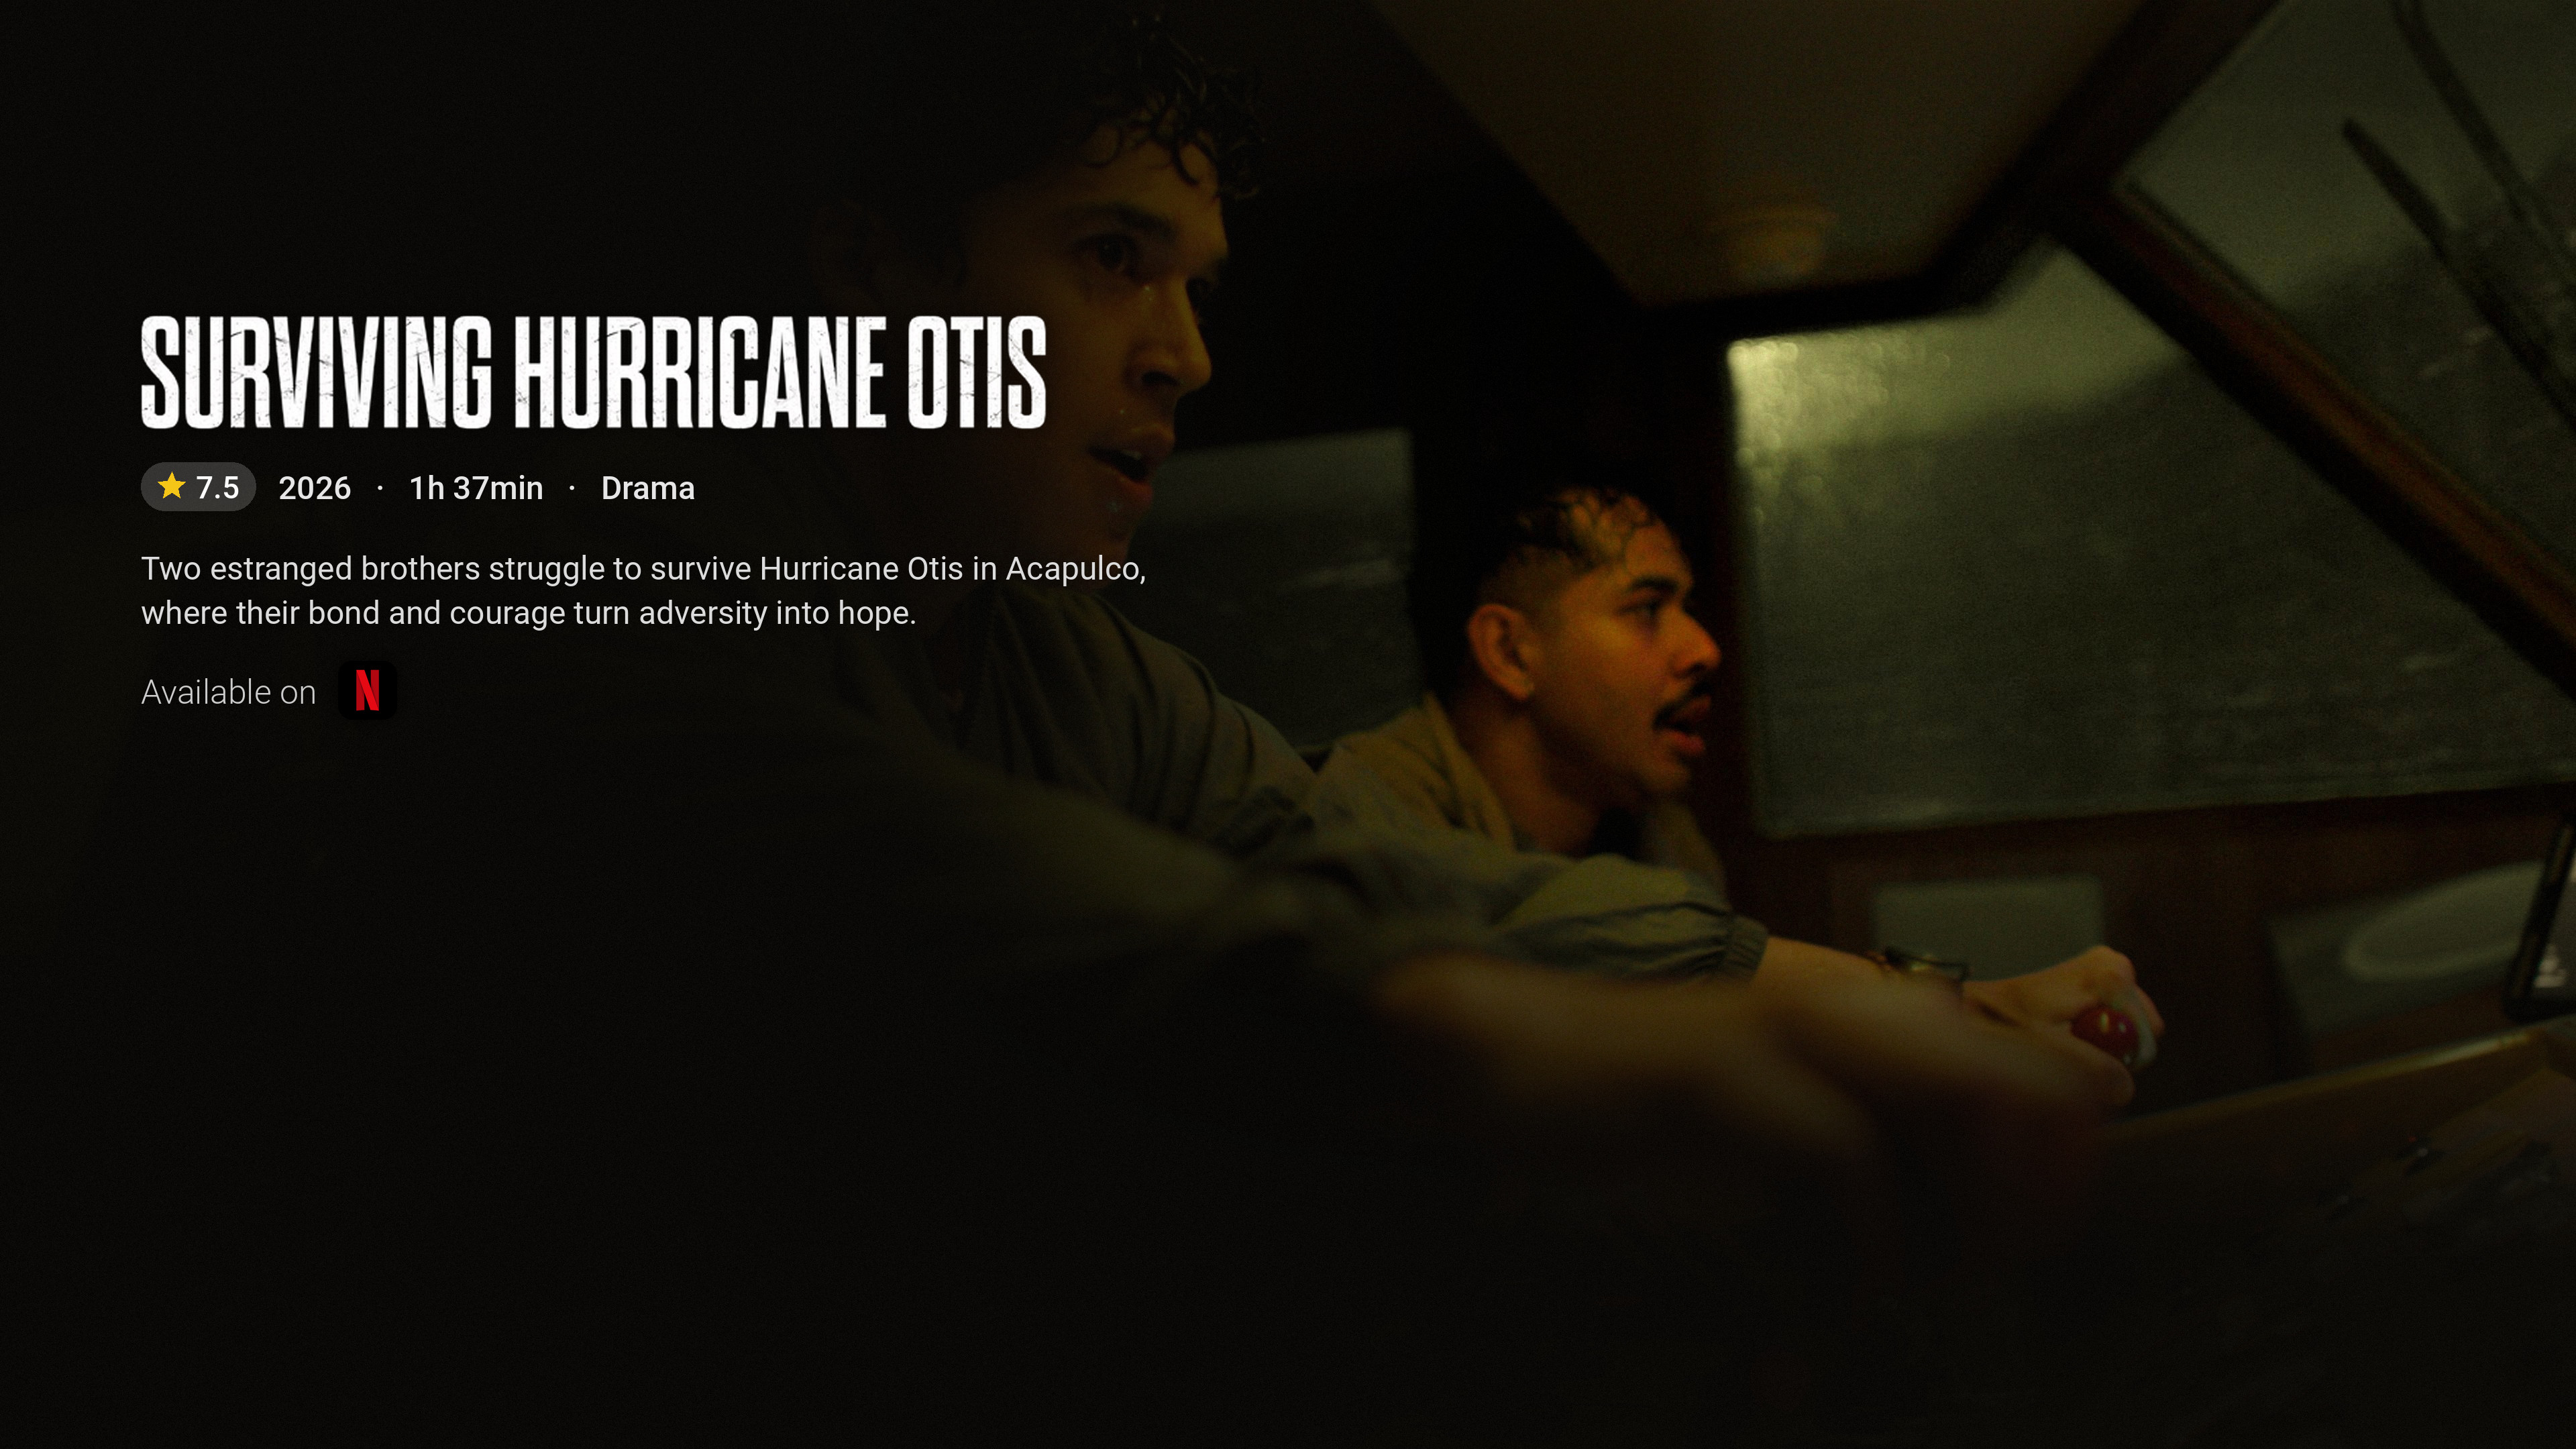 SURVIVING HURRICANE OTIS
7.5 2026 · 1h 37min · Drama
Two estranged brothers struggle to survive Hurricane Otis in Acapulco,
where their bond and courage turn adversity into hope.
Available on N